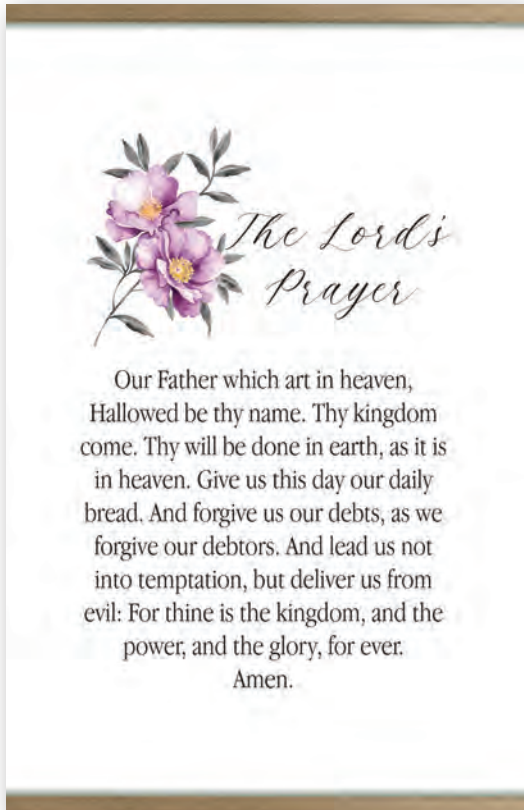 The Lord's
Prayer
Our Father which art in heaven,
Hallowed be thy name. Thy kingdom
come. Thy will be done in earth, as it is
in heaven. Give us this day our daily
bread. And forgive us our debts, as we
forgive our debtors. And lead us not
into temptation, but deliver us from
evil: For thine is the kingdom, and the
power, and the glory, for ever.
Amen.